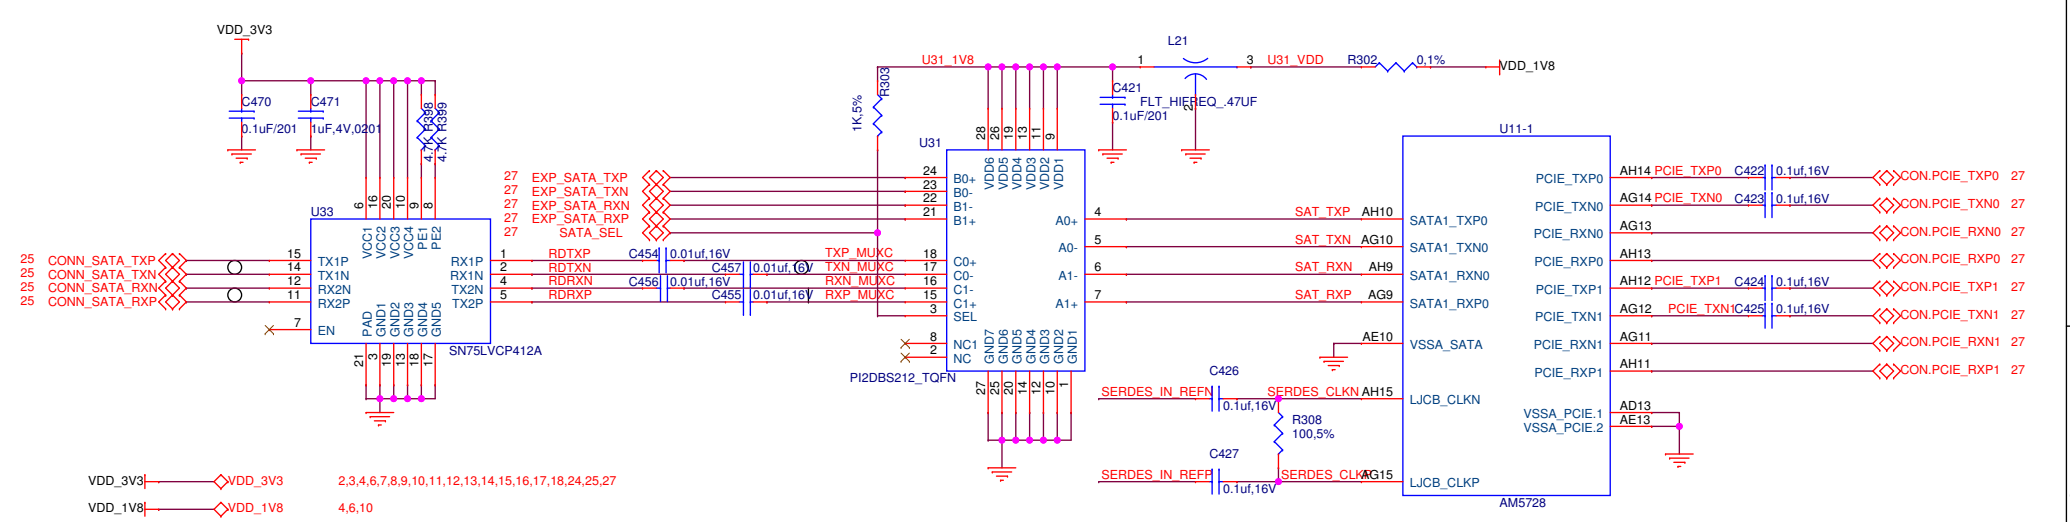 VDD_3V3
C470
0.1uF/201
C471
1uF,4V,0201
4.7K R398
4.7K R399
6
16
20
10
9
8
U33
VCC1
VCC2
VCC3
VCC4
PE1
PE2
25 CONN_SATA_TXP
25 CONN_SATA_TXN
25 CONN_SATA_RXN
25 CONN_SATA_RXP
15 TX1P
14 TX1N
12 RX2N
11 RX2P
7 EN
RX1P 1 RDTXP
RX1N 2 RDTXN
TX2N 4 RDRXN
TX2P 5 RDRXP
PAD
GND1
GND2
GND3
GND4
GND5
21
3
19
13
18
17
SN75LVCP412A
C454 0.01uf,16V
C457 0.01uf,16V
C456 0.01uf,16V
C455 0.01uf,16V
TXP_MUXC
TXN_MUXC
RXN_MUXC
RXP_MUXC
27 EXP_SATA_TXP
27 EXP_SATA_TXN
27 EXP_SATA_RXN
27 EXP_SATA_RXP
27 SATA_SEL
1K,5%
R303
U31_1V8
28
26
19
13
11
9
U31
VDD6
VDD5
VDD4
VDD3
VDD2
VDD1
24 B0+
23 B0-
22 B1-
21 B1+
18 C0+
17 C0-
16 C1-
15 C1+
3 SEL
8 NC1
2 NC
A0+ 4
A0- 5
A1- 6
A1+ 7
GND7
GND6
GND5
GND4
GND3
GND2
GND1
27
25
20
14
12
10
1
PI2DBS212_TQFN
L21
1
3
2
FLT_HIFREQ_.47UF
C421
0.1uF/201
U31_VDD
R302 0,1%
VDD_1V8
SAT_TXP AH10 SATA1_TXP0
SAT_TXN AG10 SATA1_TXN0
SAT_RXN AH9 SATA1_RXN0
SAT_RXP AG9 SATA1_RXP0
AE10 VSSA_SATA
C426
SERDES_IN_REFN
0.1uf,16V
SERDES_CLKN AH15 LJCB_CLKN
R308
100,5%
C427
SERDES_IN_REFP
0.1uf,16V
SERDES_CLKP AG15 LJCB_CLKP
U11-1
PCIE_TXP0 AH14 PCIE_TXP0 C422 0.1uf,16V CON.PCIE_TXP0 27
PCIE_TXN0 AG14 PCIE_TXN0 C423 0.1uf,16V CON.PCIE_TXN0 27
PCIE_RXN0 AG13 CON.PCIE_RXN0 27
PCIE_RXP0 AH13 CON.PCIE_RXP0 27
PCIE_TXP1 AH12 PCIE_TXP1 C424 0.1uf,16V CON.PCIE_TXP1 27
PCIE_TXN1 AG12 PCIE_TXN1 C425 0.1uf,16V CON.PCIE_TXN1 27
PCIE_RXN1 AG11 CON.PCIE_RXN1 27
PCIE_RXP1 AH11 CON.PCIE_RXP1 27
VSSA_PCIE.1 AD13
VSSA_PCIE.2 AE13
AM5728
VDD_3V3 VDD_3V3 2,3,4,6,7,8,9,10,11,12,13,14,15,16,17,18,24,25,27
VDD_1V8 VDD_1V8 4,6,10